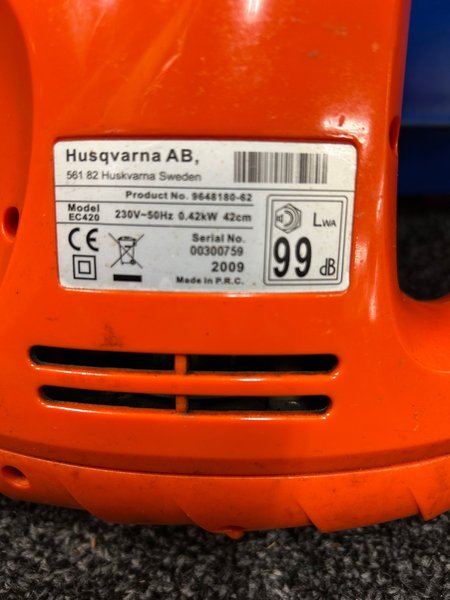 Husqvarna AB,
561 82 Huskvarna Sweden
Product No. 9648180-62
Model
EC420
230V~50Hz 0.42kW 42cm
CE
Serial No.
00300759
2009
Made in P.R.C.
LWA
99 dB